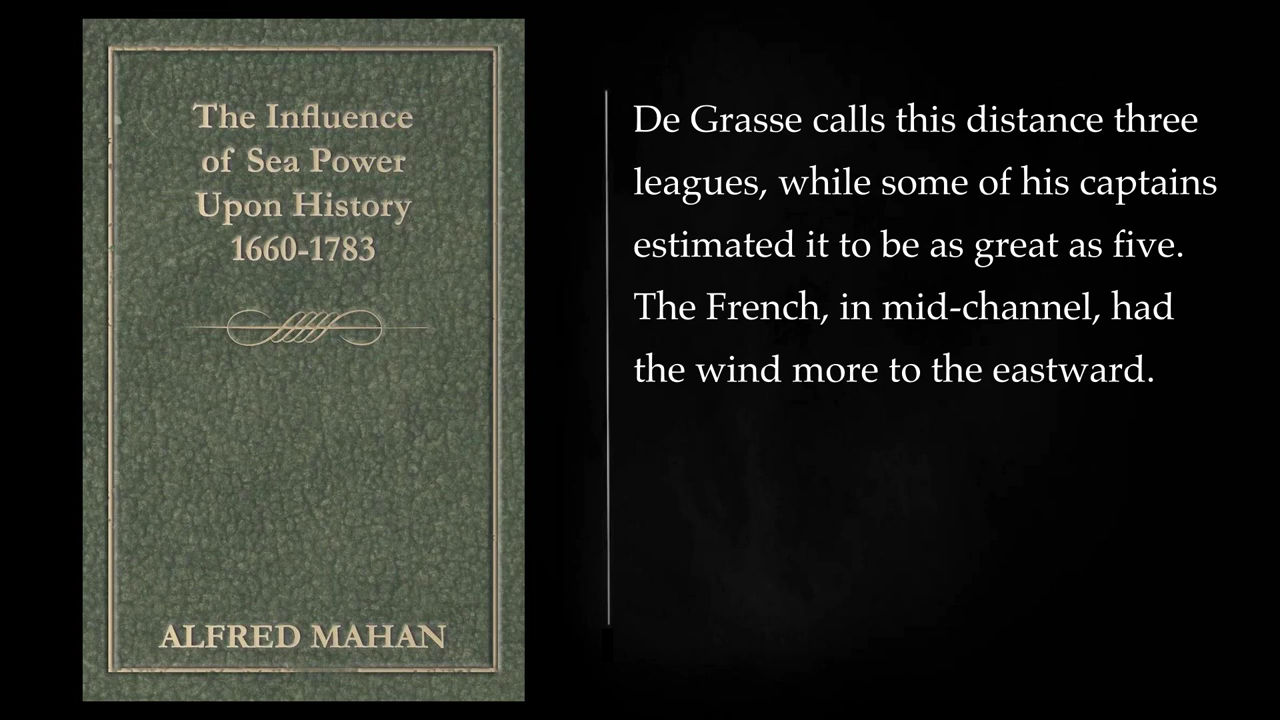 The Influence
of Sea Power
Upon History
1660-1783
ALFRED MAHAN
De Grasse calls this distance three
leagues, while some of his captains
estimated it to be as great as five.
The French, in mid-channel, had
the wind more to the eastward.